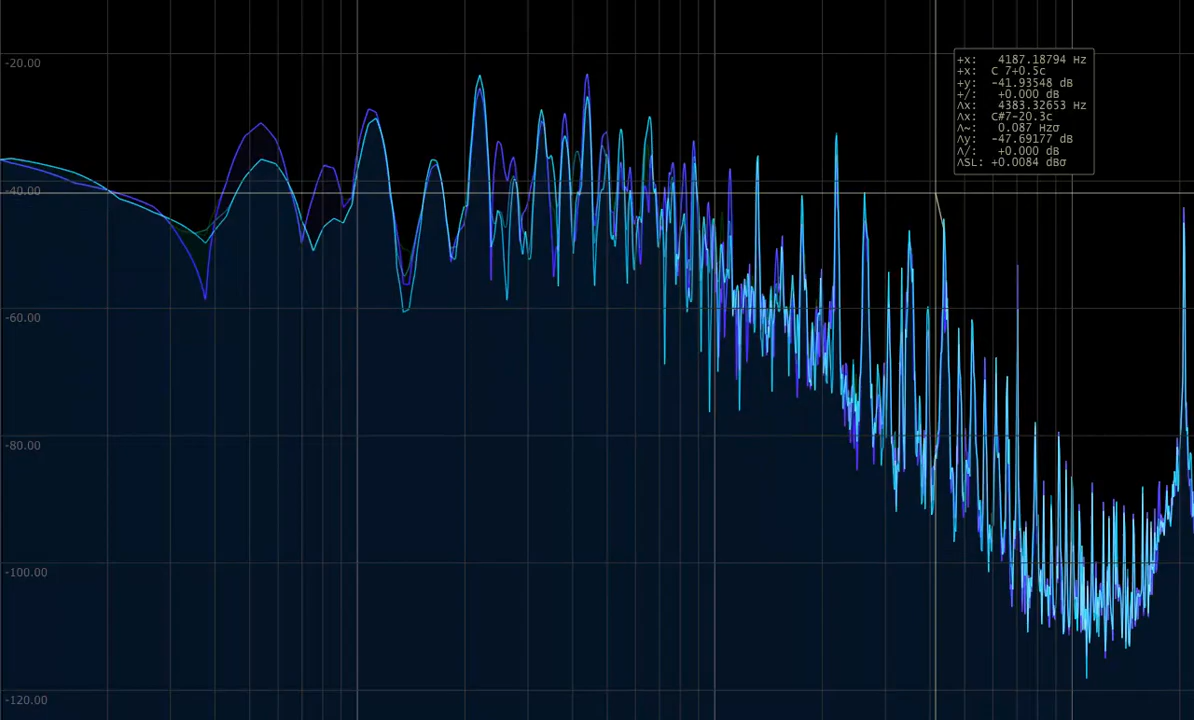 -20.00
+x: 4187.18794 Hz
+x: C 7+0.5c
+y: -41.93548 dB
+/: +0.000 dB
Λx: 4383.32653 Hz
Λx: C#7-20.3c
Λ~: 0.087 Hzσ
Λy: -47.69177 dB
Λ/: +0.000 dB
ΛSL: +0.0084 dBσ
-40.00
-60.00
-80.00
-100.00
-120.00